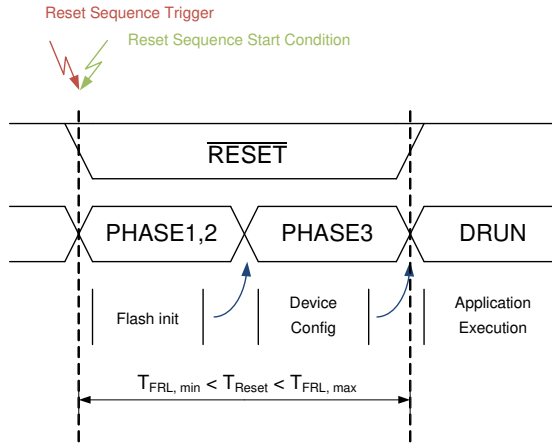 Reset Sequence Trigger
Reset Sequence Start Condition
RESET
PHASE1,2
PHASE3
DRUN
Flash init
Device
Config
Application
Execution
TFRL, min < TReset < TFRL, max